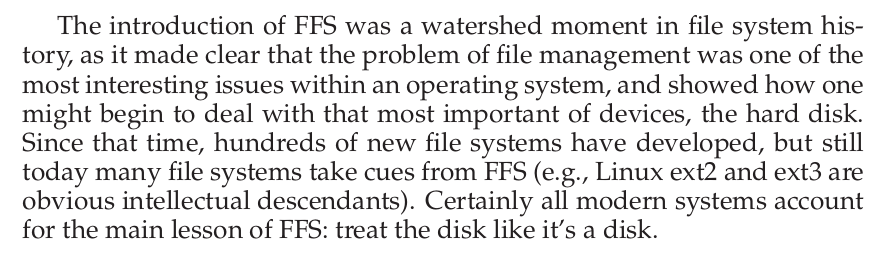 The introduction of FFS was a watershed moment in file system his-
tory, as it made clear that the problem of file management was one of the
most interesting issues within an operating system, and showed how one
might begin to deal with that most important of devices, the hard disk.
Since that time, hundreds of new file systems have developed, but still
today many file systems take cues from FFS (e.g., Linux ext2 and ext3 are
obvious intellectual descendants). Certainly all modern systems account
for the main lesson of FFS: treat the disk like it’s a disk.